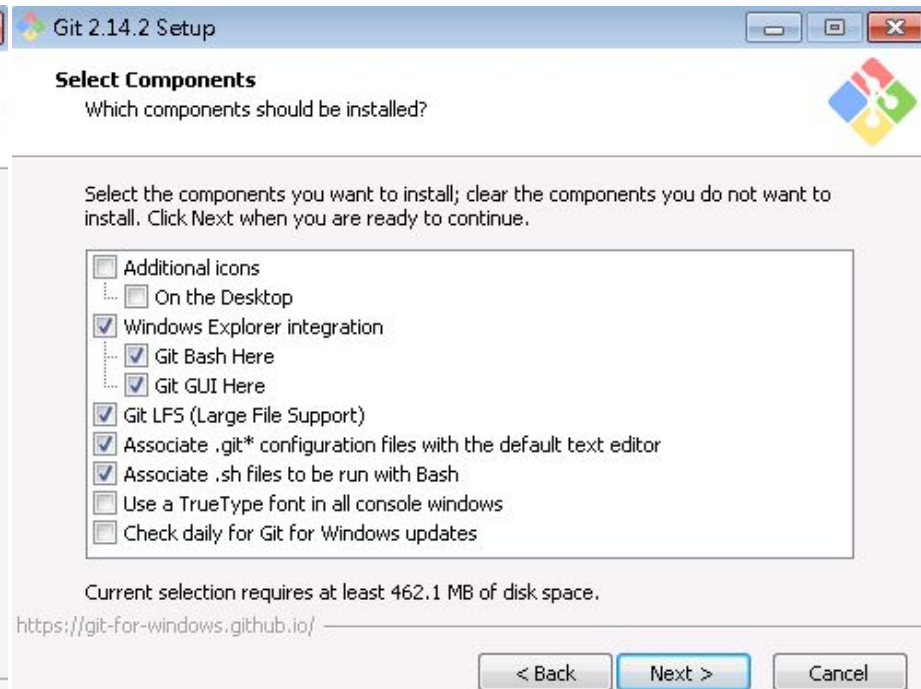 Git 2.14.2 Setup
Select Components
Which components should be installed?
Select the components you want to install; clear the components you do not want to
install. Click Next when you are ready to continue.
Additional icons
On the Desktop
Windows Explorer integration
Git Bash Here
Git GUI Here
Git LFS (Large File Support)
Associate .git* configuration files with the default text editor
Associate .sh files to be run with Bash
Use a TrueType font in all console windows
Check daily for Git for Windows updates
Current selection requires at least 462.1 MB of disk space.
https://git-for-windows.github.io/
< Back
Next >
Cancel